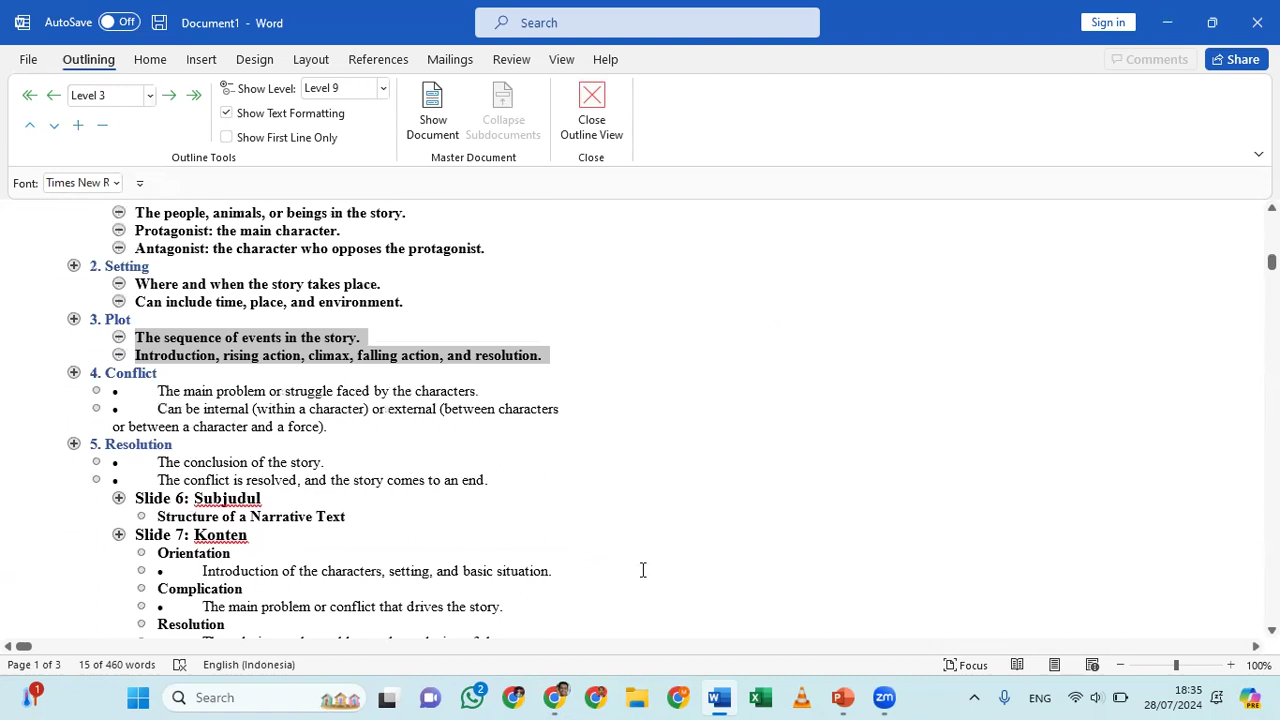 AutoSave Off Document1 - Word Search Sign in
File Outlining Home Insert Design Layout References Mailings Review View Help Comments Share
Level 3 Show Level: Level 9
Show Text Formatting
Show First Line Only
Show Document
Collapse Subdocuments
Close Outline View
Outline Tools Master Document Close
Font: Times New R
The people, animals, or beings in the story.
Protagonist: the main character.
Antagonist: the character who opposes the protagonist.
2. Setting
Where and when the story takes place.
Can include time, place, and environment.
3. Plot
The sequence of events in the story.
Introduction, rising action, climax, falling action, and resolution.
4. Conflict
• The main problem or struggle faced by the characters.
• Can be internal (within a character) or external (between characters
or between a character and a force).
5. Resolution
• The conclusion of the story.
• The conflict is resolved, and the story comes to an end.
Slide 6: Subjudul
Structure of a Narrative Text
Slide 7: Konten
Orientation
• Introduction of the characters, setting, and basic situation.
Complication
• The main problem or conflict that drives the story.
Resolution
Page 1 of 3 15 of 460 words English (Indonesia) Focus 100%
1 Search 2 ENG 18:35
28/07/2024